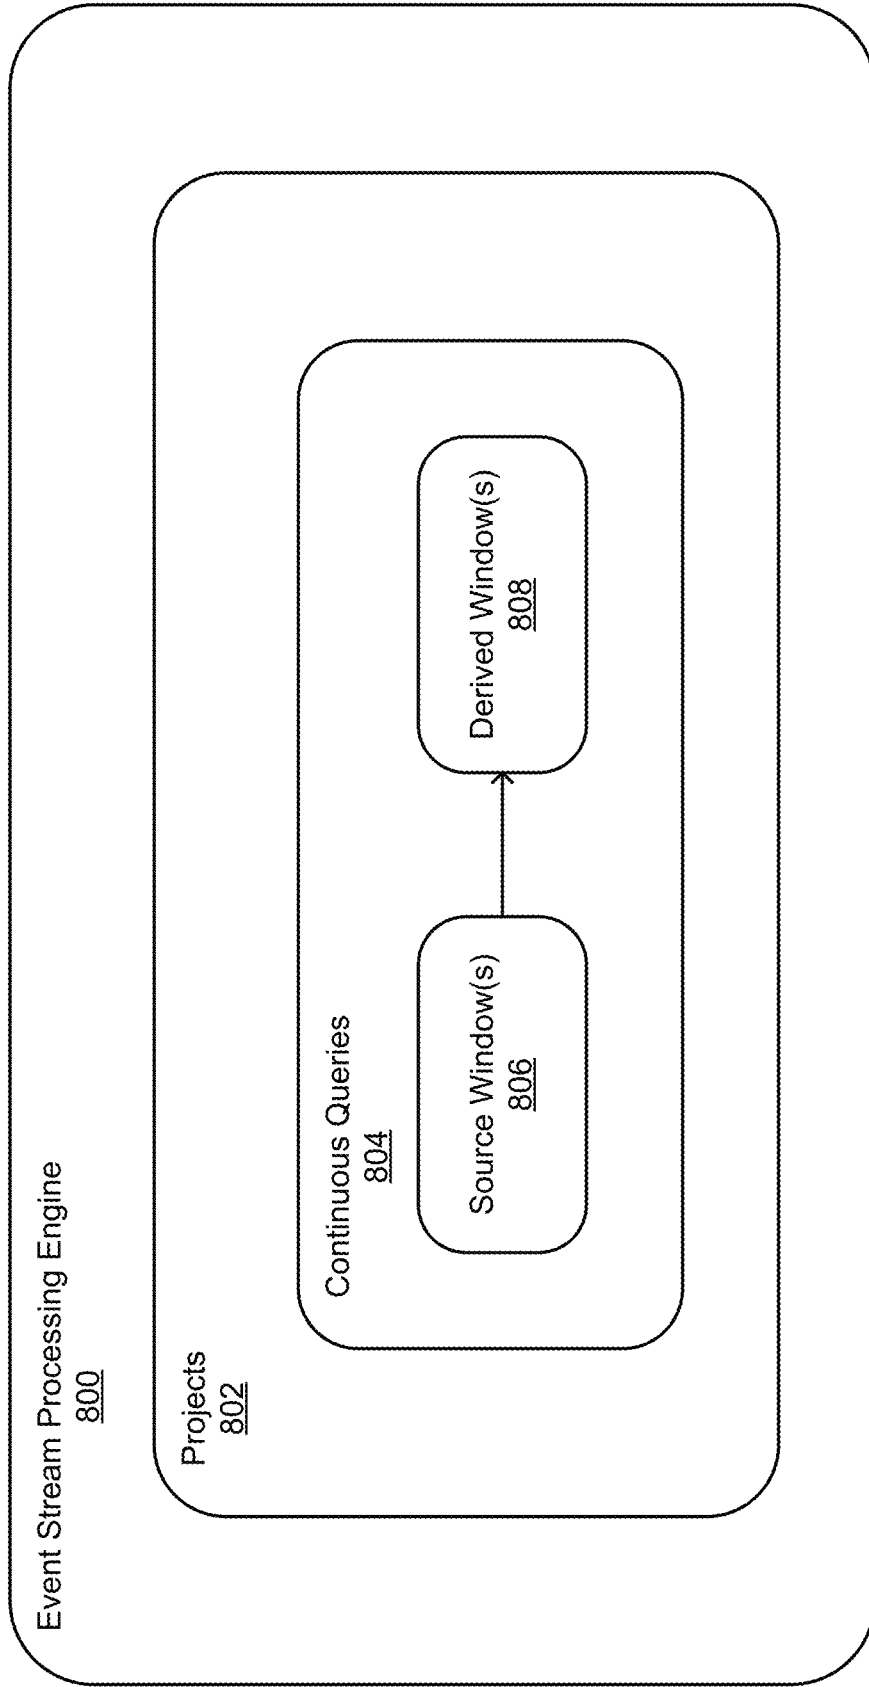 Event Stream Processing Engine
800
Projects
802
Continuous Queries
804
Source Window(s)
806
Derived Window(s)
808